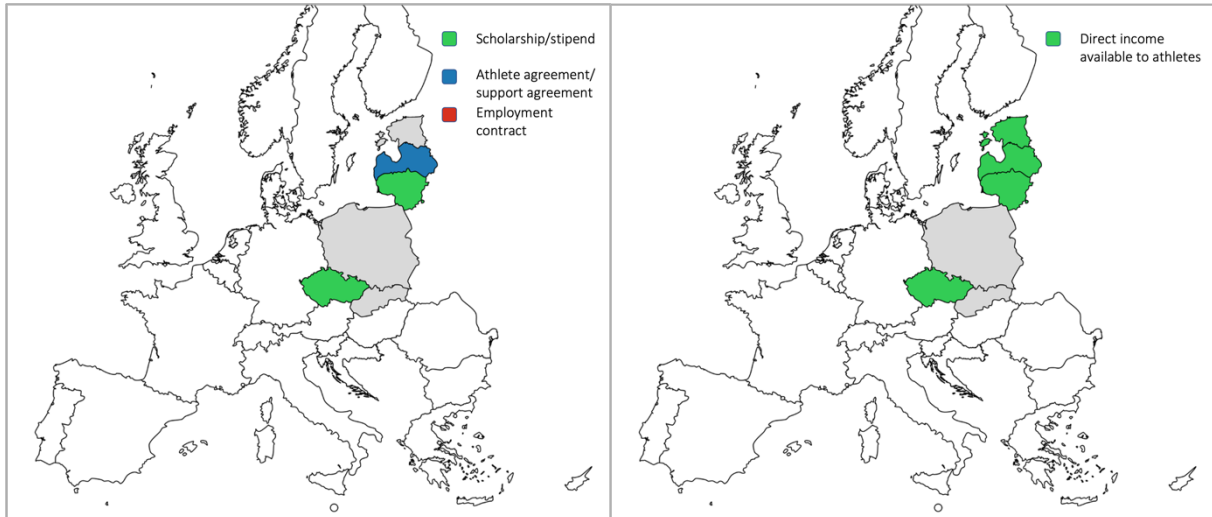 Scholarship/stipend
Athlete agreement/
support agreement
Employment
contract
Direct income
available to athletes